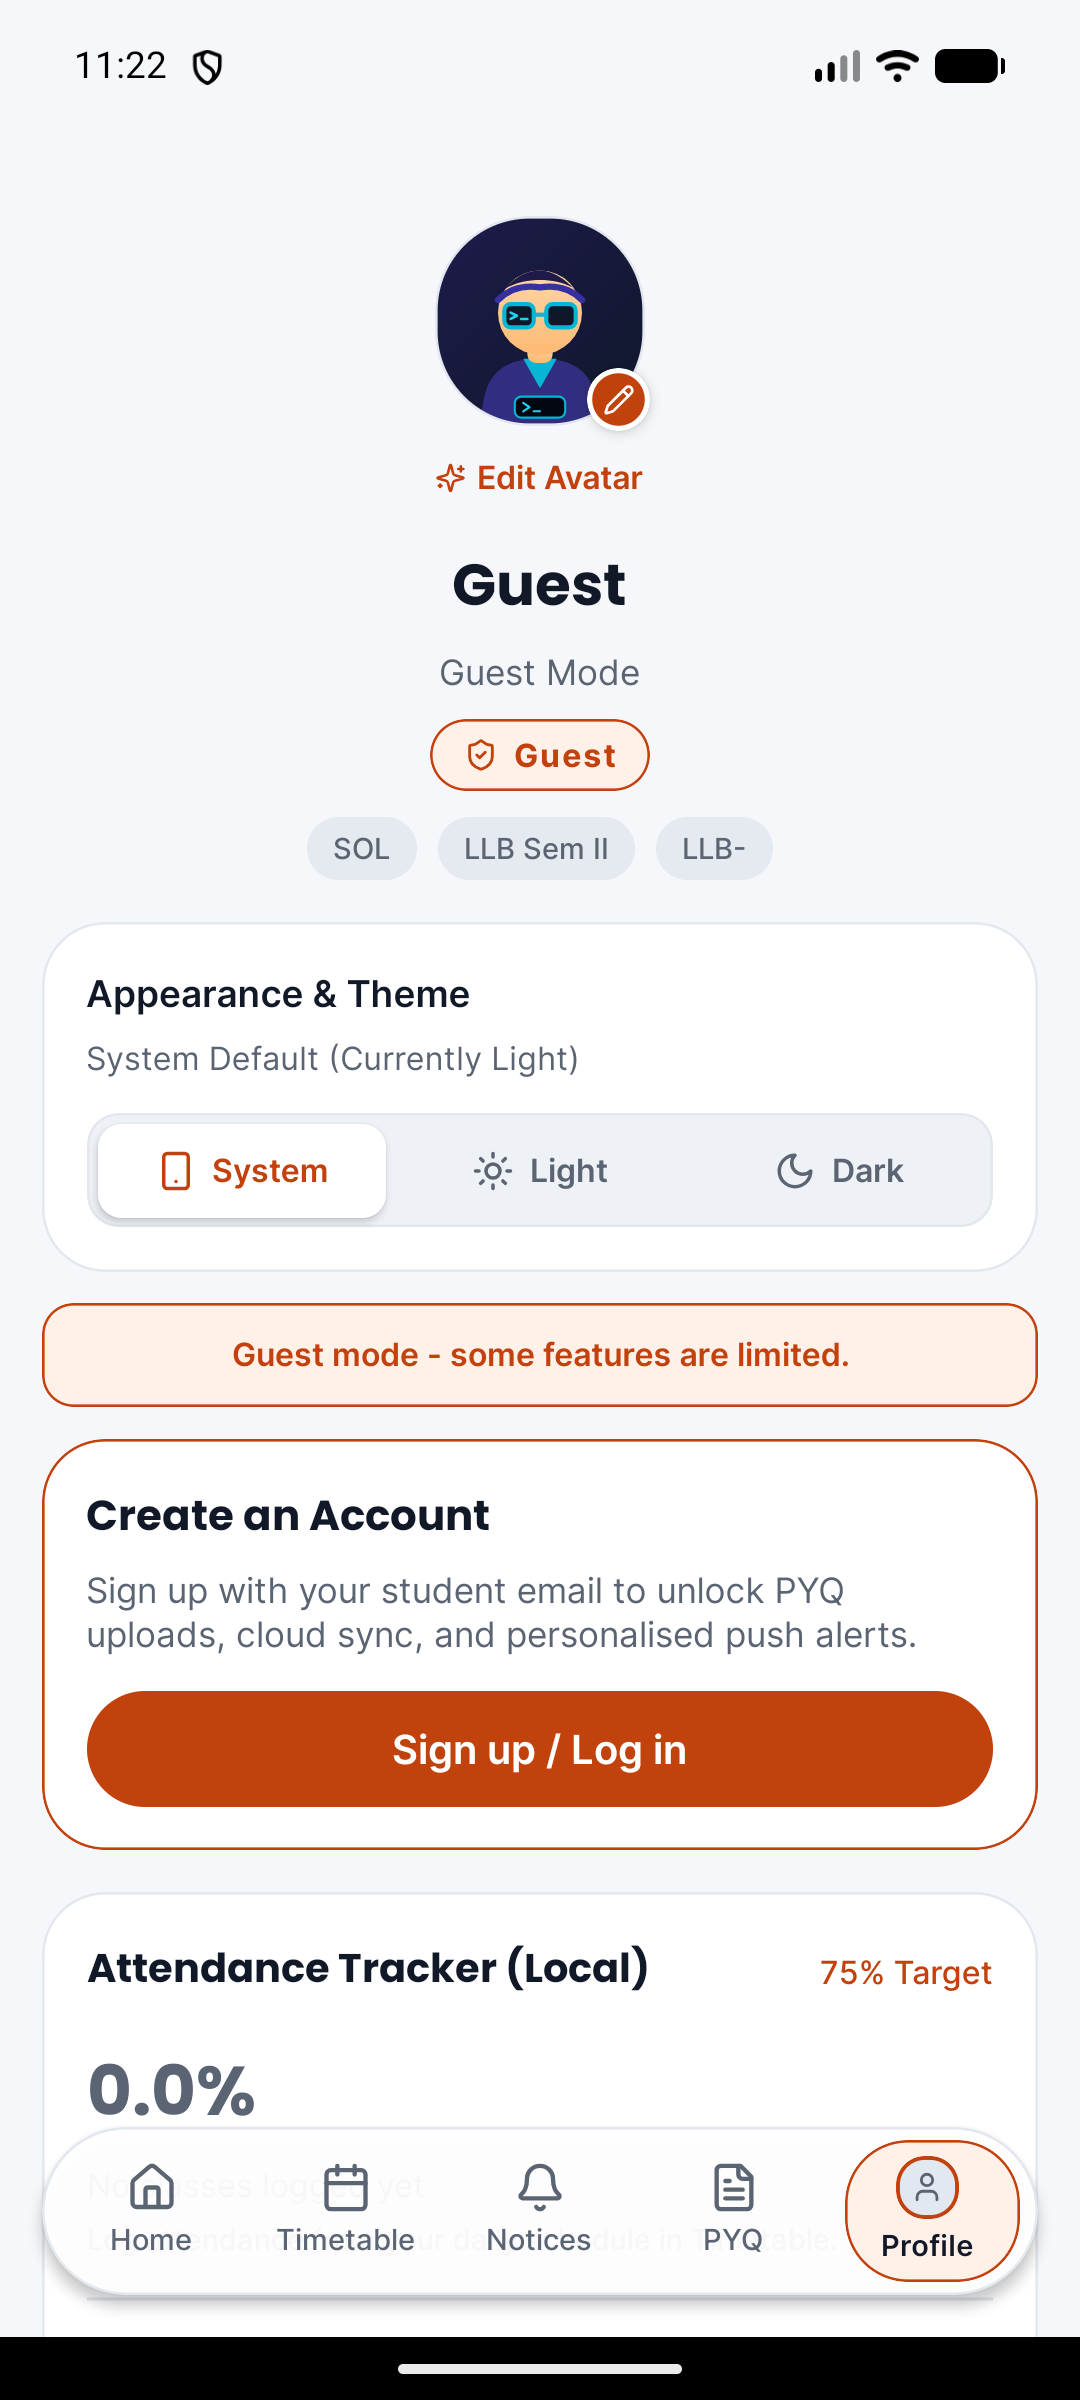 11:22
>_
>_
Edit Avatar
Guest
Guest Mode
Guest
SOL
LLB Sem II
LLB-
Appearance & Theme
System Default (Currently Light)
System
Light
Dark
Guest mode - some features are limited.
Create an Account
Sign up with your student email to unlock PYQ
uploads, cloud sync, and personalised push alerts.
Sign up / Log in
Attendance Tracker (Local)
75% Target
0.0%
logged yet
Home
Timetable
Notices
PYQ
Profile